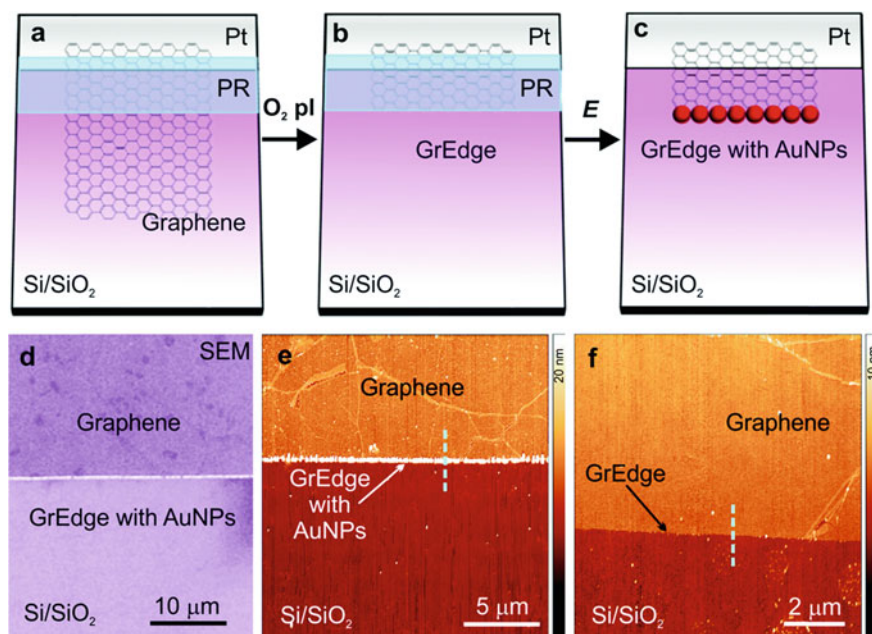 a
Pt
PR
Graphene
Si/SiO₂
O₂ pl
b
Pt
PR
GrEdge
Si/SiO₂
E
c
Pt
GrEdge with AuNPs
Si/SiO₂
d
SEM
Graphene
GrEdge with AuNPs
Si/SiO₂
10 μm
e
Graphene
GrEdge
with
AuNPs
Si/SiO₂
5 μm
20 nm
f
Graphene
GrEdge
Si/SiO₂
2 μm